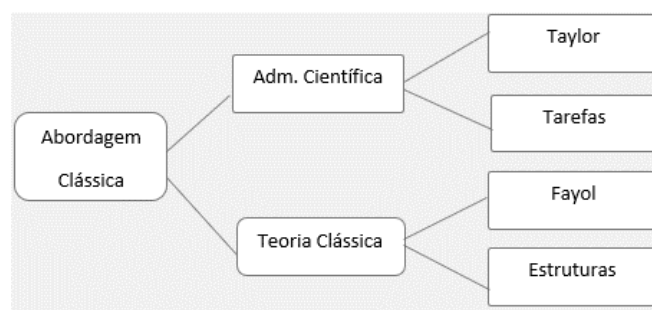 Abordagem
Clássica
Adm. Científica
Taylor
Tarefas
Teoria Clássica
Fayol
Estruturas